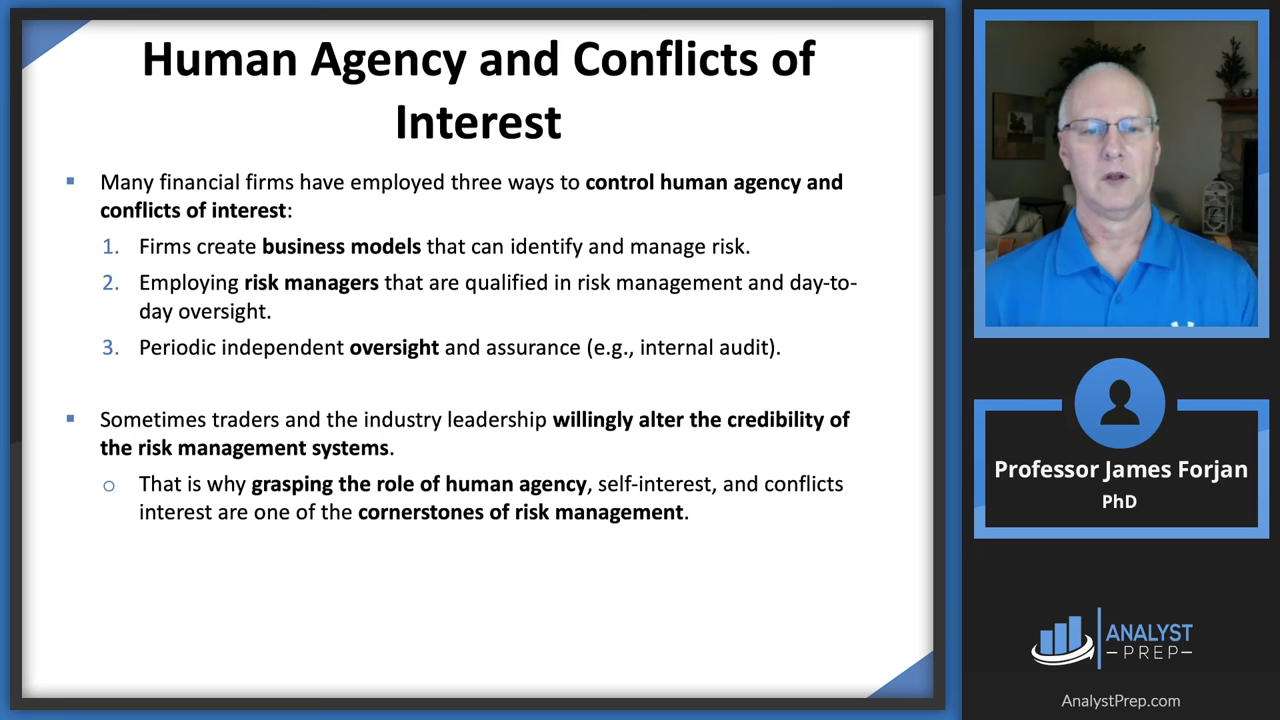 Human Agency and Conflicts of
Interest
Many financial firms have employed three ways to control human agency and
conflicts of interest:
1. Firms create business models that can identify and manage risk.
2. Employing risk managers that are qualified in risk management and day-to-
day oversight.
3. Periodic independent oversight and assurance (e.g., internal audit).
Sometimes traders and the industry leadership willingly alter the credibility of
the risk management systems.
That is why grasping the role of human agency, self-interest, and conflicts
interest are one of the cornerstones of risk management.
Professor James Forjan
PhD
ANALYST
PREP
AnalystPrep.com